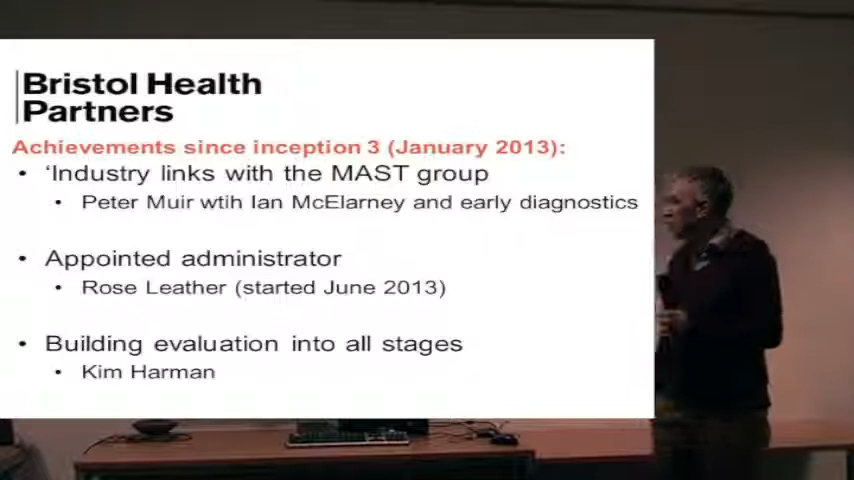 Bristol Health
Partners
Achievements since inception 3 (January 2013):
• ‘Industry links with the MAST group
• Peter Muir wtih Ian McElarney and early diagnostics
• Appointed administrator
• Rose Leather (started June 2013)
• Building evaluation into all stages
• Kim Harman